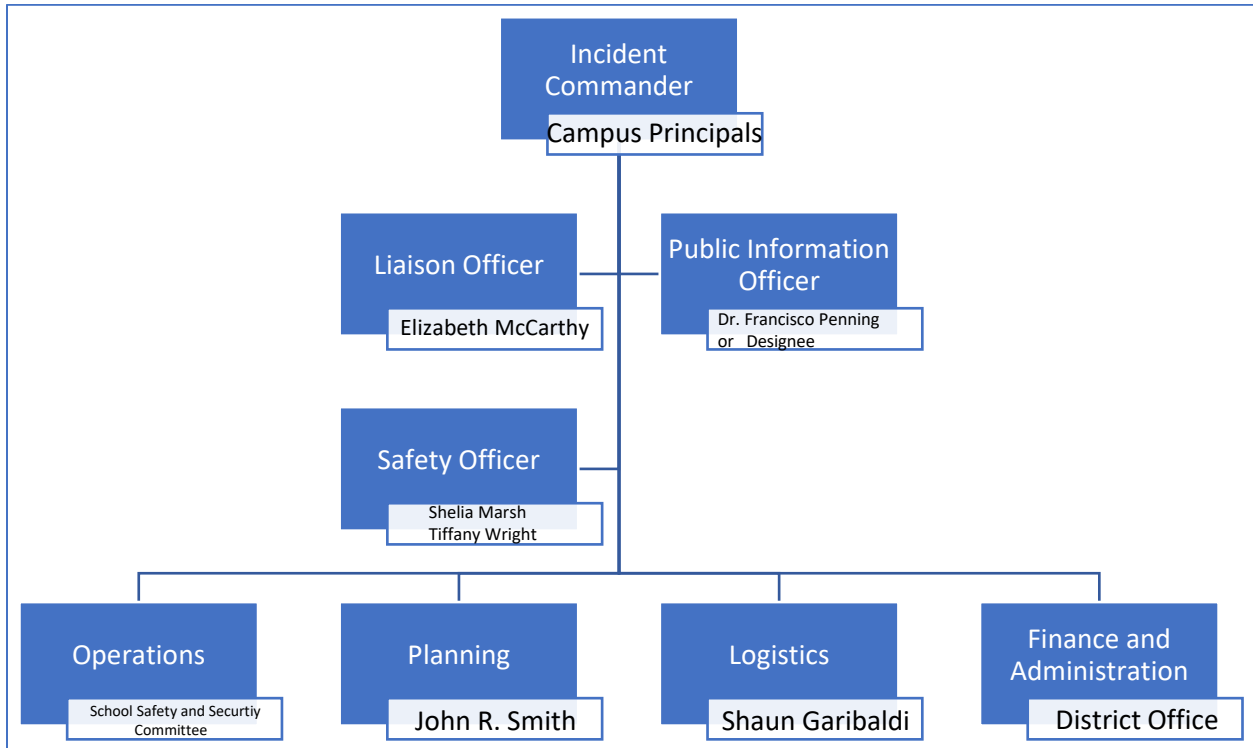 Incident
Commander
Campus Principals
Liaison Officer
Elizabeth McCarthy
Public Information
Officer
Dr. Francisco Penning
or Designee
Safety Officer
Shelia Marsh
Tiffany Wright
Operations
School Safety and Securtiy
Committee
Planning
John R. Smith
Logistics
Shaun Garibaldi
Finance and
Administration
District Office